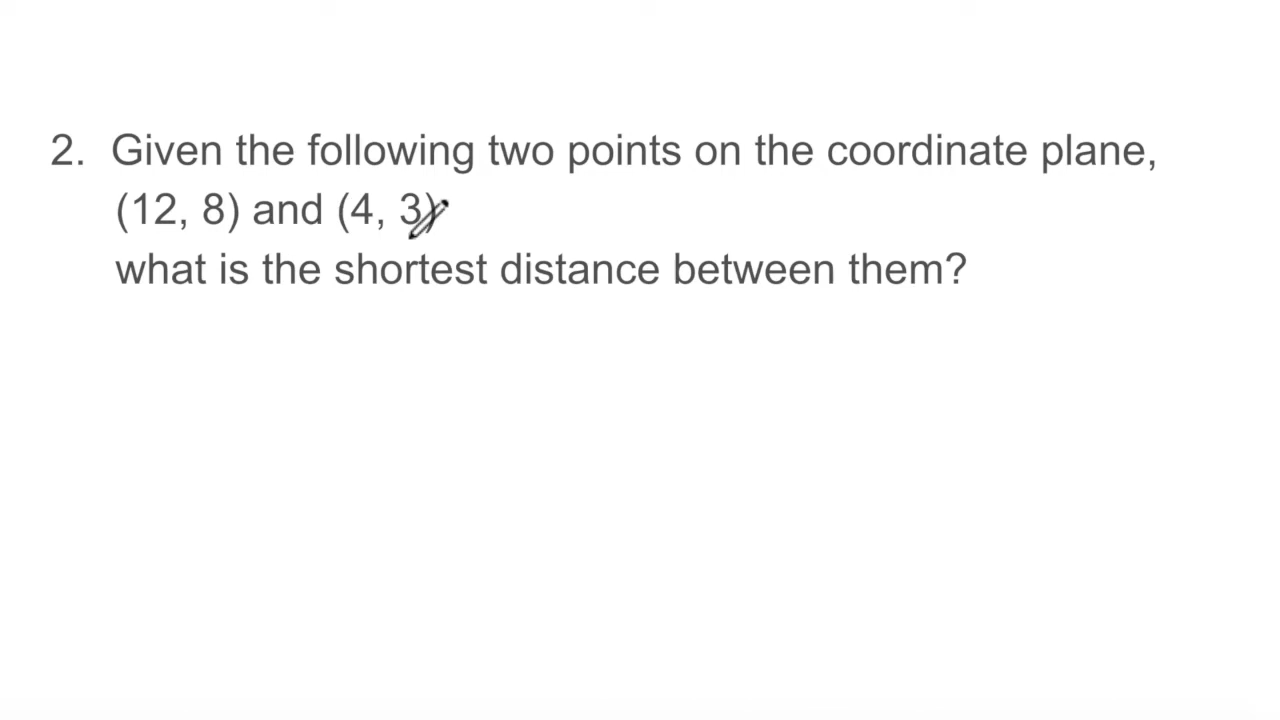 2. Given the following two points on the coordinate plane,
(12, 8) and (4, 3)
what is the shortest distance between them?